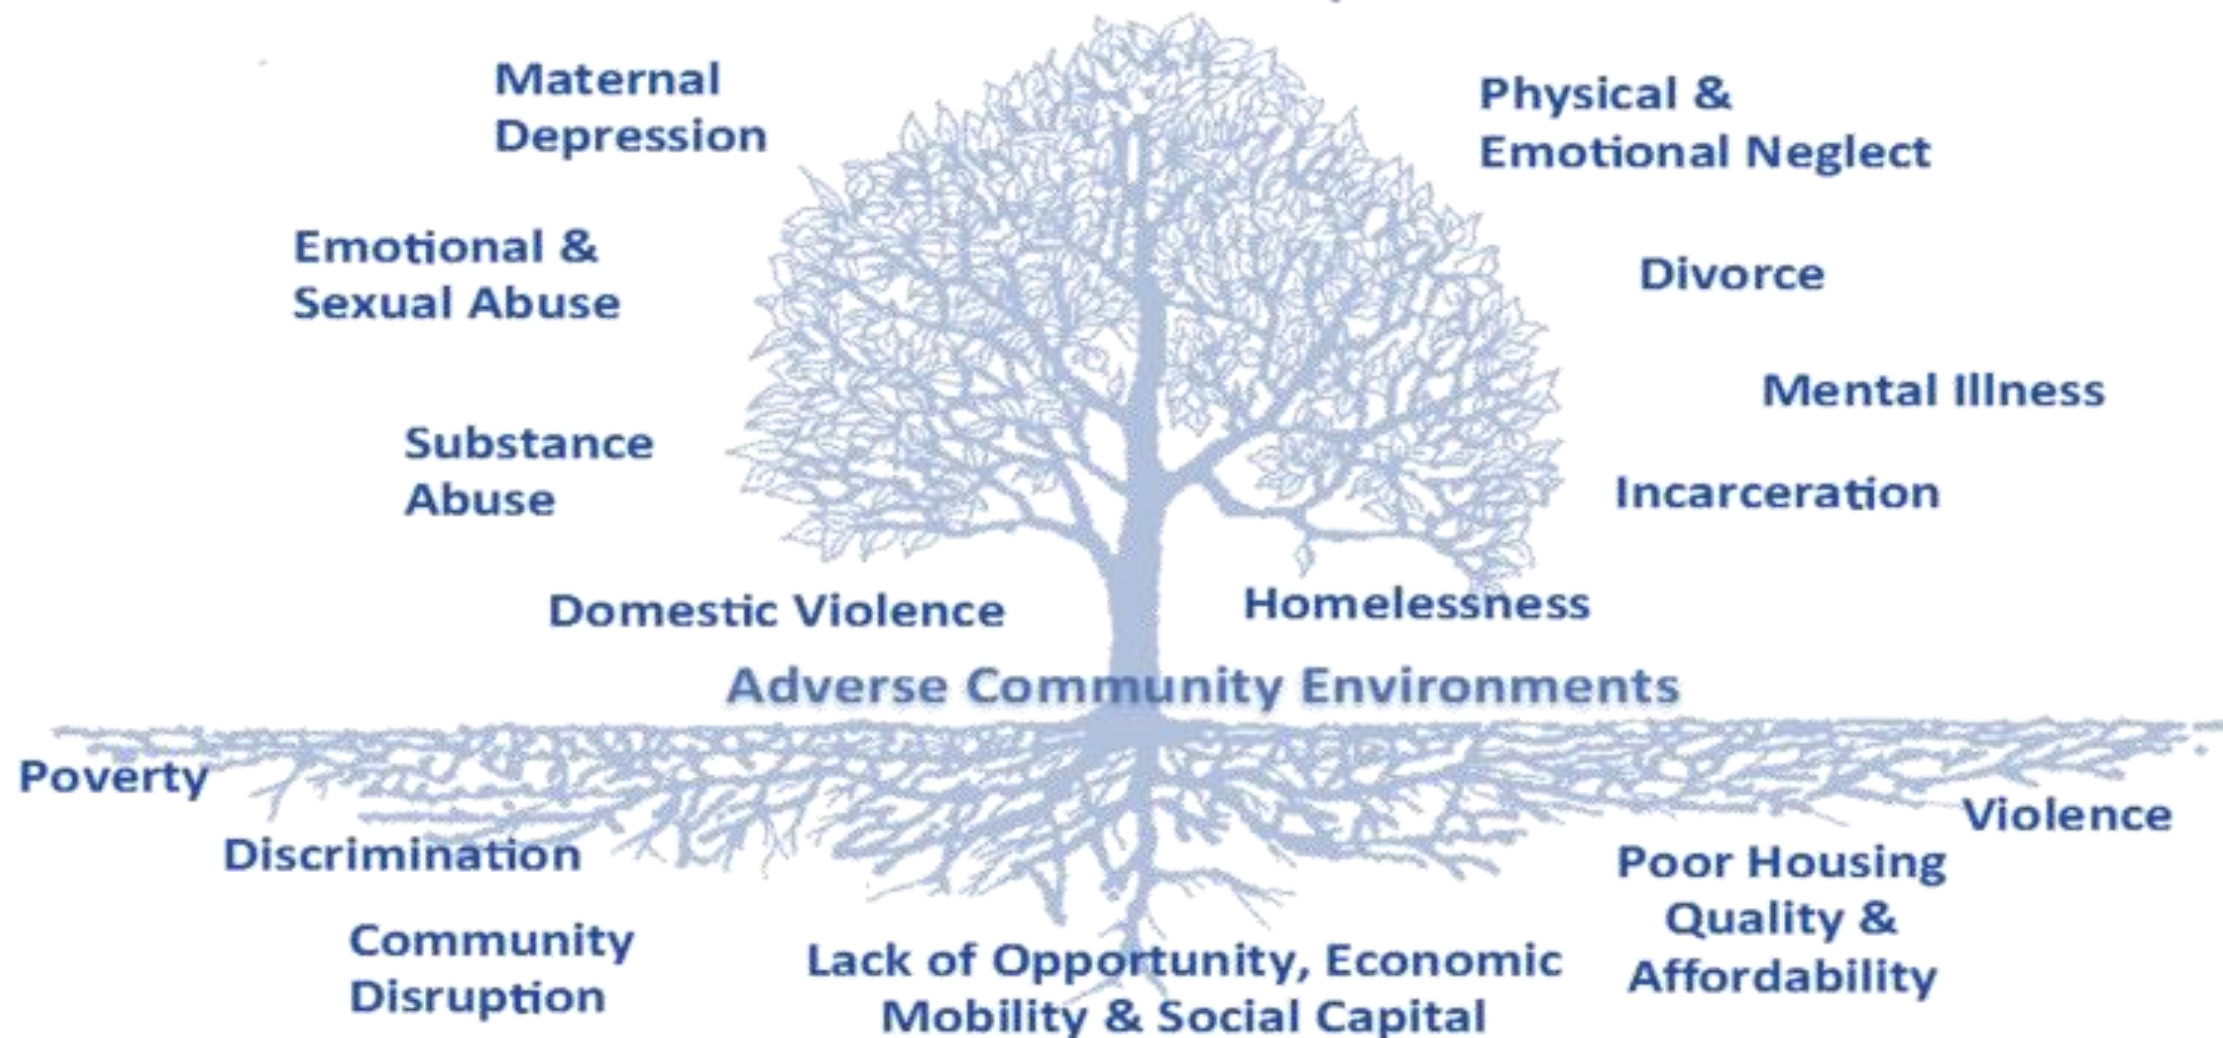 Maternal
Depression
Physical &
Emotional Neglect
Emotional &
Sexual Abuse
Divorce
Mental Illness
Substance
Abuse
Incarceration
Domestic Violence
Homelessness
Adverse Community Environments
Poverty
Violence
Discrimination
Poor Housing
Quality &
Affordability
Community
Disruption
Lack of Opportunity, Economic
Mobility & Social Capital